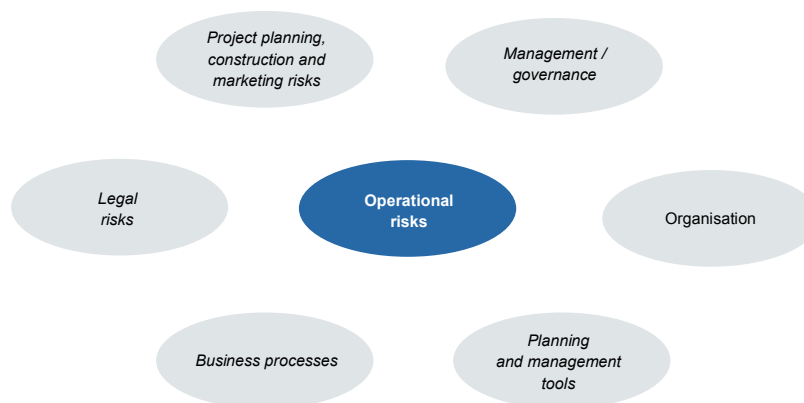 Project planning,
construction and
marketing risks
Management /
governance
Legal
risks
Operational
risks
Organisation
Business processes
Planning
and management
tools